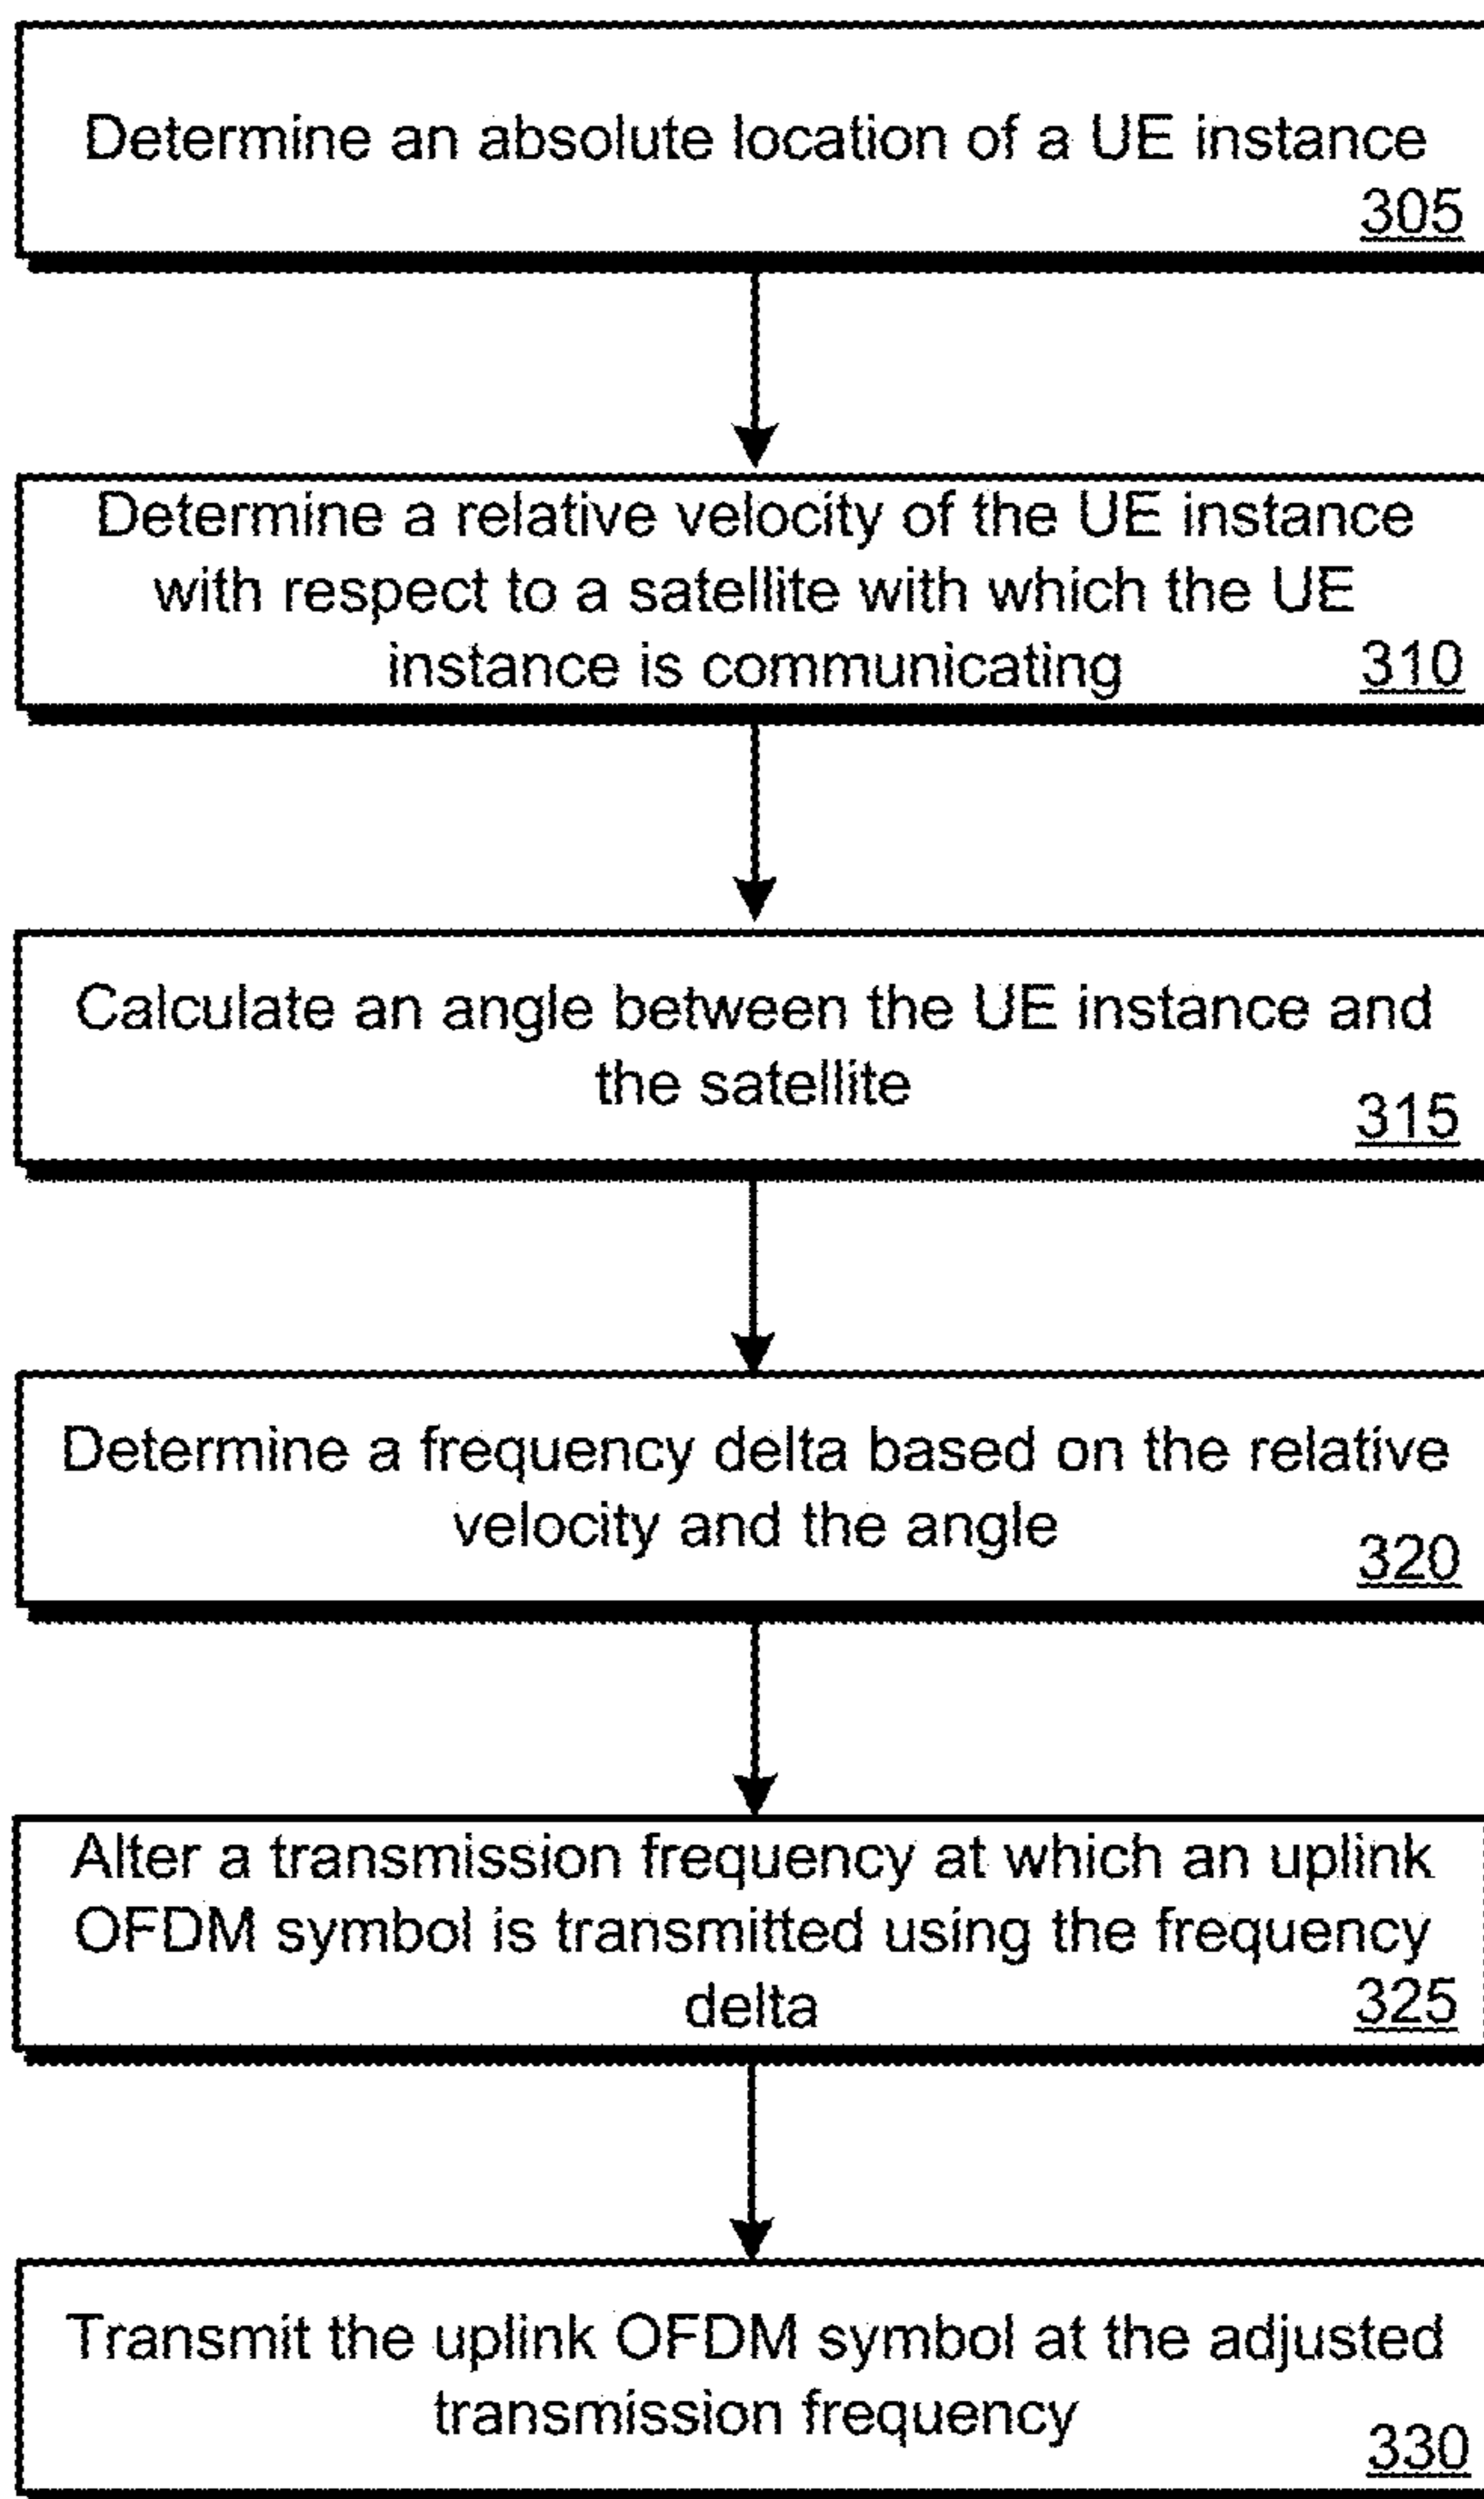 Determine an absolute location of a UE instance
305
Determine a relative velocity of the UE instance
with respect to a satellite with which the UE
instance is communicating
310
Calculate an angle between the UE instance and
the satellite
315
Determine a frequency delta based on the relative
velocity and the angle
320
Alter a transmission frequency at which an uplink
OFDM symbol is transmitted using the frequency
delta
325
Transmit the uplink OFDM symbol at the adjusted
transmission frequency
330